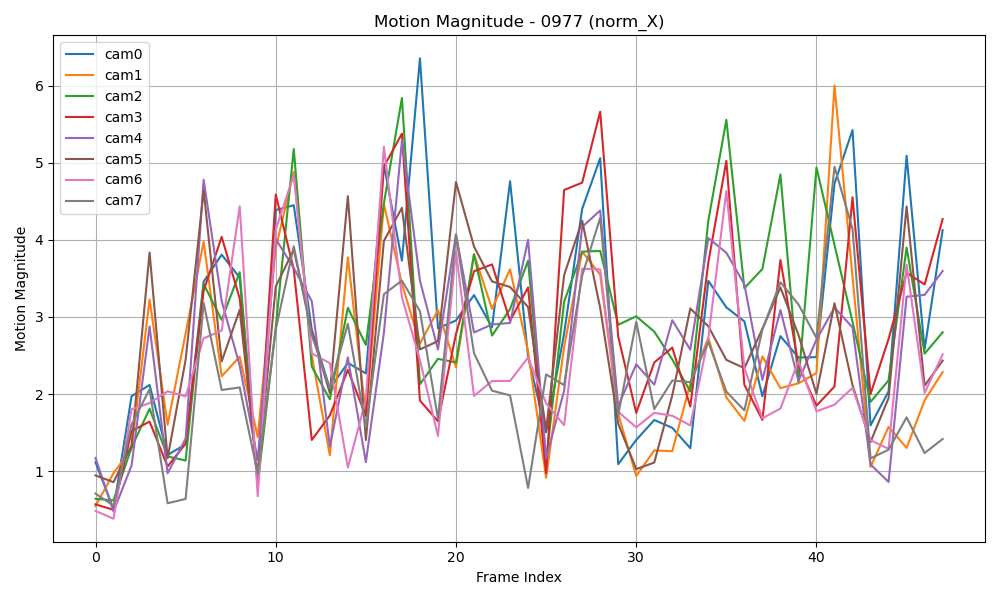 Motion Magnitude - 0977 (norm_X)
cam0
cam1
cam2
cam3
cam4
cam5
cam6
cam7
Motion Magnitude
6
5
4
3
2
1
0 10 20 30 40
Frame Index